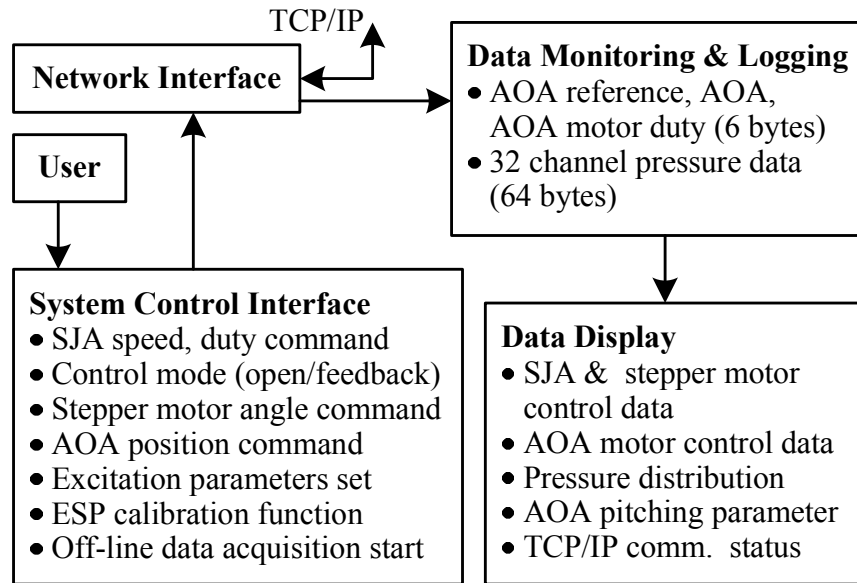 TCP/IP
Network Interface
User
System Control Interface
• SJA speed, duty command
• Control mode (open/feedback)
• Stepper motor angle command
• AOA position command
• Excitation parameters set
• ESP calibration function
• Off-line data acquisition start
Data Monitoring & Logging
• AOA reference, AOA,
AOA motor duty (6 bytes)
• 32 channel pressure data
(64 bytes)
Data Display
• SJA & stepper motor
control data
• AOA motor control data
• Pressure distribution
• AOA pitching parameter
• TCP/IP comm. status